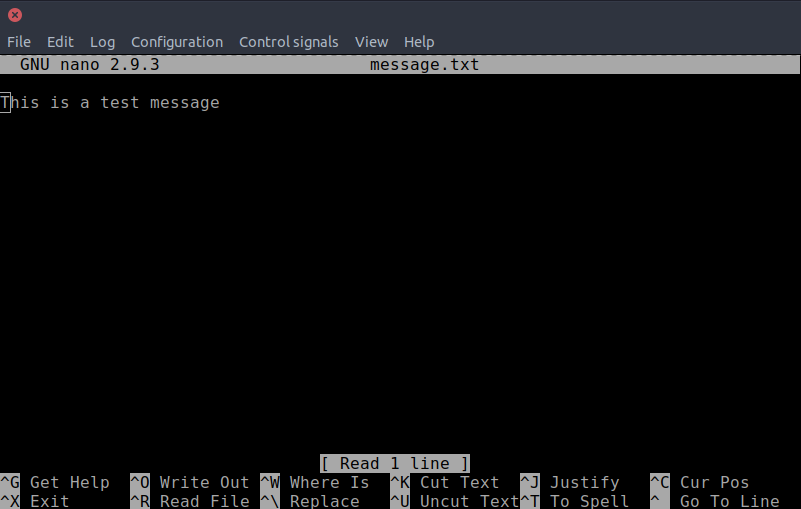 File Edit Log Configuration Control signals View Help
GNU nano 2.9.3 message.txt
This is a test message
[ Read 1 line ]
^G Get Help ^O Write Out ^W Where Is ^K Cut Text ^J Justify ^C Cur Pos
^X Exit ^R Read File ^\ Replace ^U Uncut Text ^T To Spell ^ Go To Line